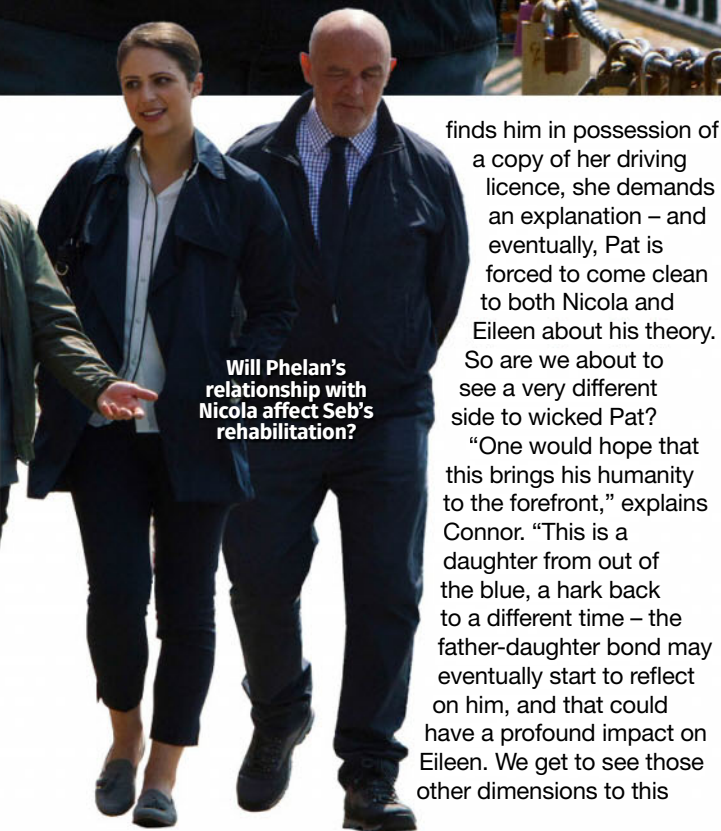 finds him in possession of
a copy of her driving
licence, she demands
an explanation – and
eventually, Pat is
forced to come clean
to both Nicola and
Eileen about his theory.
So are we about to
see a very different
side to wicked Pat?
“One would hope that
this brings his humanity
to the forefront,” explains
Connor. “This is a
daughter from out of
the blue, a hark back
to a different time – the
father-daughter bond may
eventually start to reflect
on him, and that could
have a profound impact on
Eileen. We get to see those
other dimensions to this
Will Phelan’s
relationship with
Nicola affect Seb’s
rehabilitation?